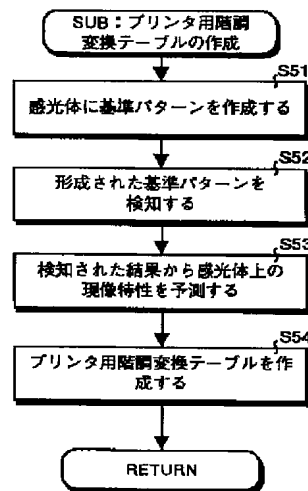 SUB：プリンタ用階調
変換テーブルの作成
S51
感光体に基準パターンを作成する
S52
形成された基準パターンを
検知する
S53
検知された結果から感光体上の
現像特性を予測する
S54
プリンタ用階調変換テーブルを作
成する
RETURN